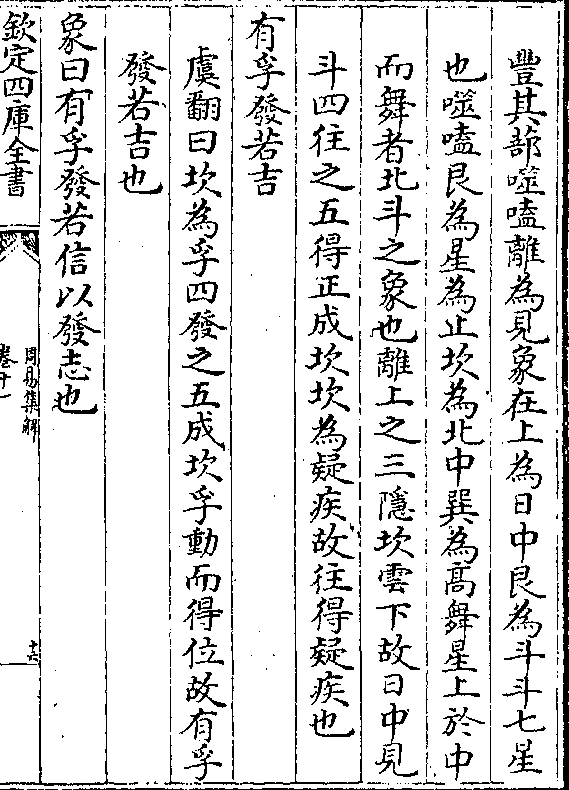 豐其蔀噬嗑離為見象在上為日中艮為斗斗七星
也噬嗑艮為星為止坎為北中巽為髙舞星上於中
而舞者北斗之象也離上之三隱坎雲下故日中見
斗四往之五得正成坎坎為疑疾故往得疑疾也
有孚發若吉
虞翻曰坎為孚四發之五成坎孚動而得位故有孚
發若吉也
象曰有孚發若信以發志也
欽定四庫全書
周易集解
卷十一